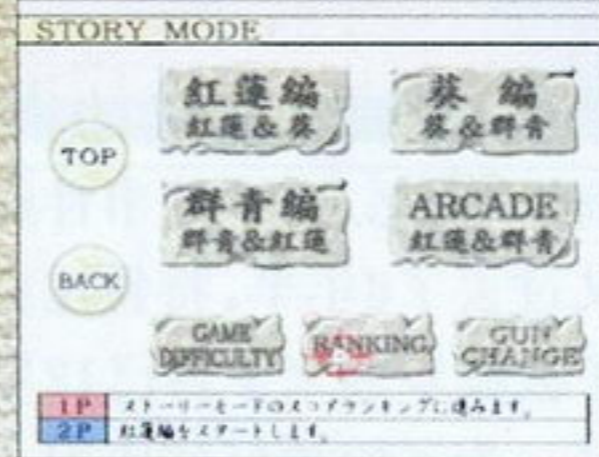 STORY MODE
紅蓮編
紅蓮&葵
葵編
葵&群青
TOP
群青編
群青&紅蓮
ARCADE
紅蓮&群青
BACK
GAME
DIFFICULTY
RANKING
GUN
CHANGE
1P ストーリーモードのスコアランキングに進みます。
2P 紅蓮編をスタートします。